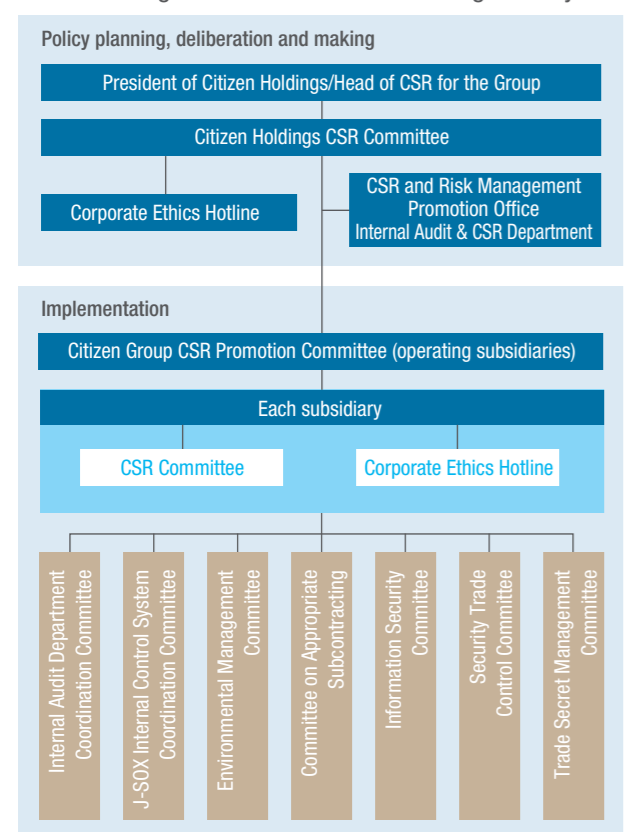 Policy planning, deliberation and making
President of Citizen Holdings/Head of CSR for the Group
Citizen Holdings CSR Committee
Corporate Ethics Hotline
CSR and Risk Management
Promotion Office
Internal Audit & CSR Department
Implementation
Citizen Group CSR Promotion Committee (operating subsidiaries)
Each subsidiary
CSR Committee
Corporate Ethics Hotline
Internal Audit Department
Coordination Committee
J-SOX Internal Control System
Coordination Committee
Environmental Management
Committee
Committee on Appropriate
Subcontracting
Information Security
Committee
Security Trade
Control Committee
Trade Secret Management
Committee